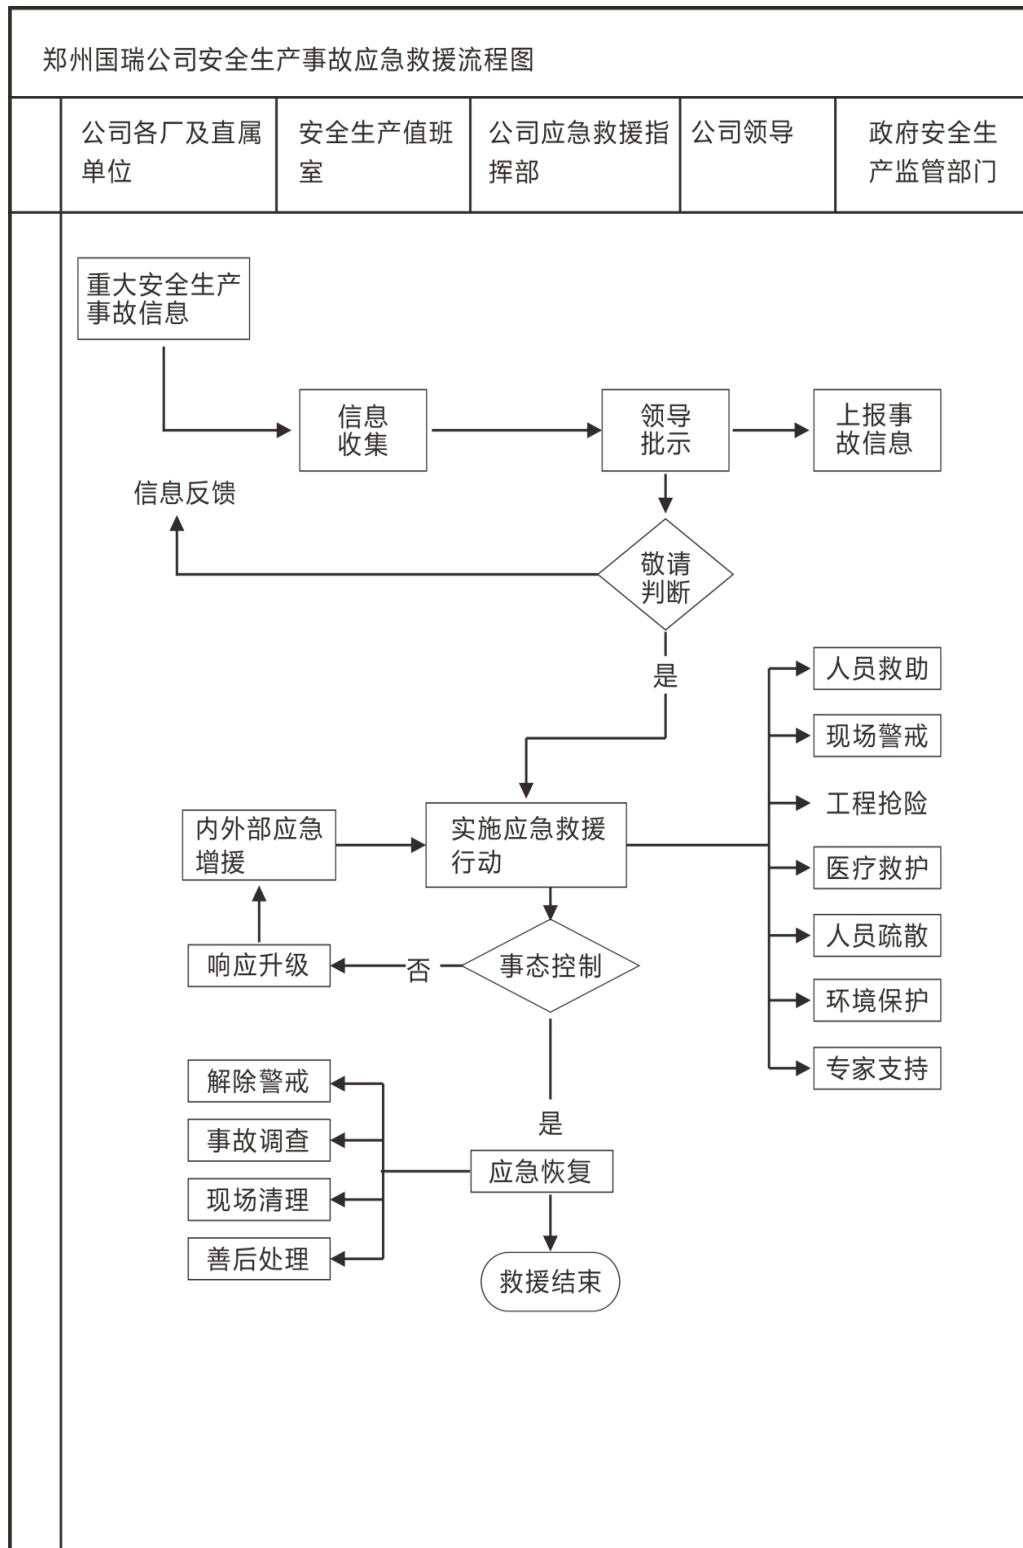 郑州国瑞公司安全生产事故应急救援流程图
公司各厂及直属
单位
安全生产值班
室
公司应急救援指
挥部
公司领导
政府安全生
产监管部门
重大安全生产
事故信息
信息
收集
领导
批示
上报事
故信息
信息反馈
敬请
判断
是
人员救助
现场警戒
工程抢险
医疗救护
人员疏散
环境保护
专家支持
内外部应急
增援
实施应急救援
行动
响应升级
否
事态控制
解除警戒
事故调查
现场清理
善后处理
是
应急恢复
救援结束